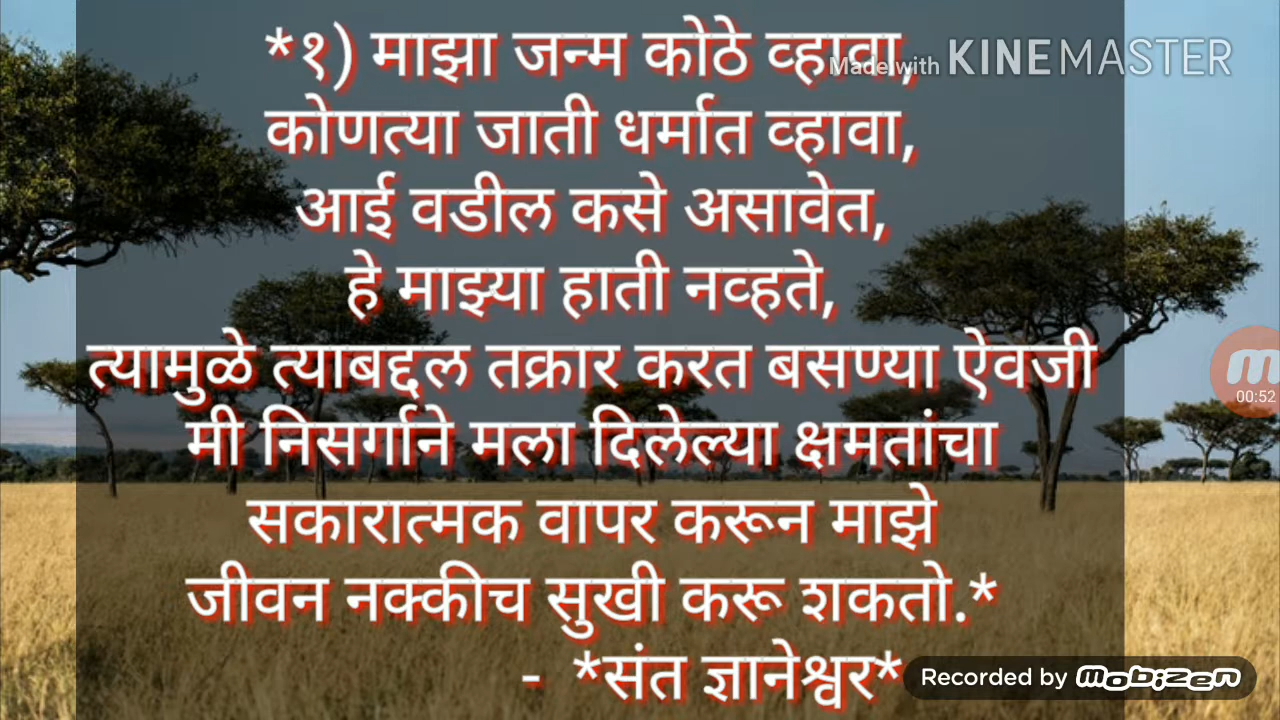 *१) माझा जन्म कोठे व्हावा,
Made with KINEMASTER
कोणत्या जाती धर्मात व्हावा,
आई वडील कसे असावेत,
हे माझ्या हाती नव्हते,
त्यामुळे त्याबद्दल तक्रार करत बसण्या ऐवजी
00:52
मी निसर्गाने मला दिलेल्या क्षमतांचा
सकारात्मक वापर करून माझे
जीवन नक्कीच सुखी करू शकतो.*
- *संत ज्ञानेश्वर*
Recorded by Mobizen